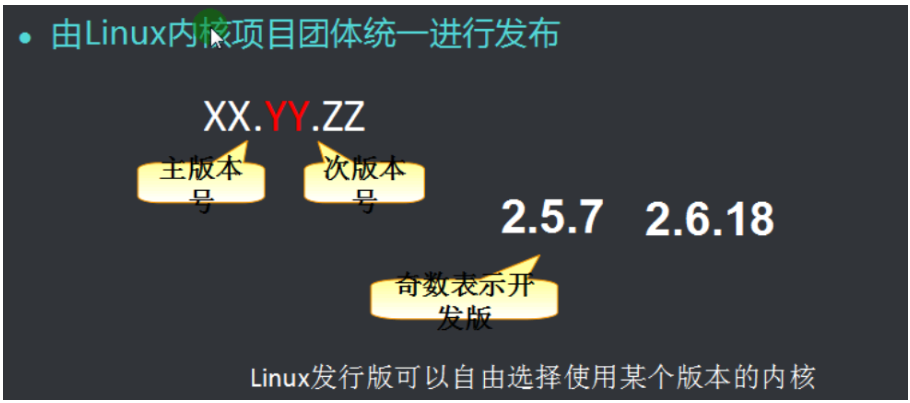 • 由Linux内核项目团体统一进行发布
XX.YY.ZZ
主版本
号
次版本
号
2.5.7 2.6.18
奇数表示开
发版
Linux发行版可以自由选择使用某个版本的内核